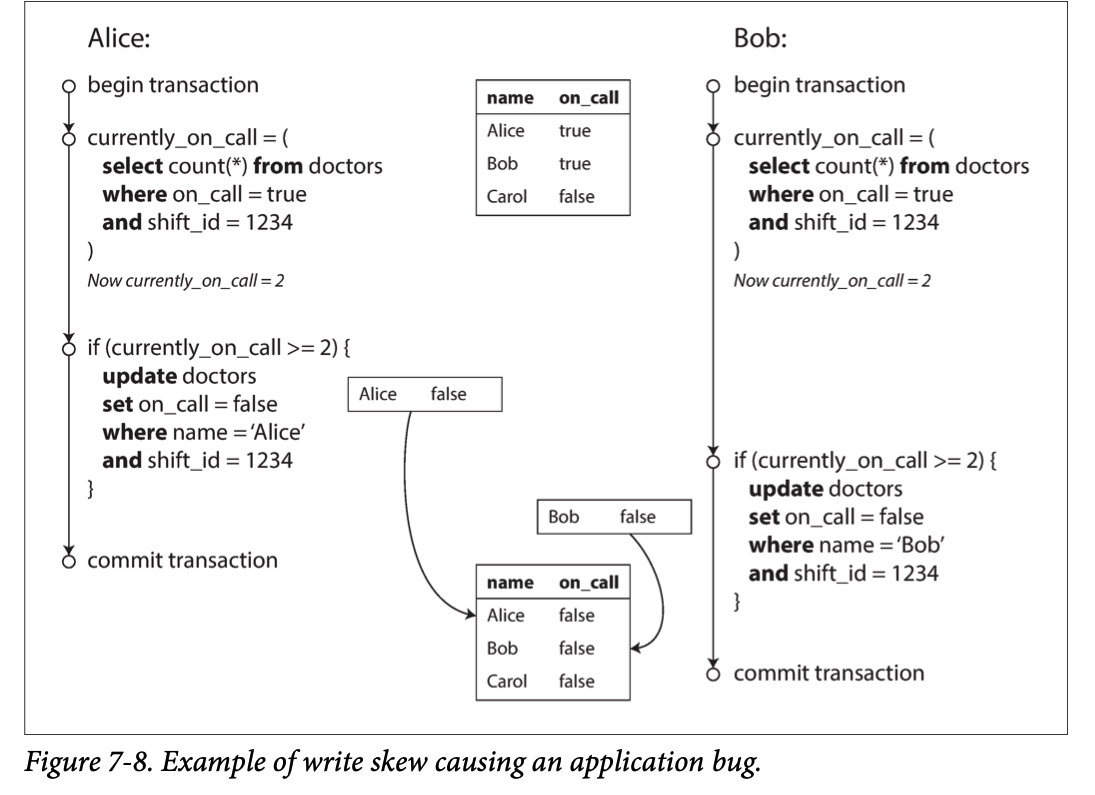 Alice:
begin transaction
currently_on_call = (
select count(*) from doctors
where on_call = true
and shift_id = 1234
)
Now currently_on_call = 2
if (currently_on_call >= 2) {
update doctors
set on_call = false
where name = ‘Alice’
and shift_id = 1234
}
commit transaction
name on_call
Alice true
Bob true
Carol false
Alice false
Bob false
name on_call
Alice false
Bob false
Carol false
Bob:
begin transaction
currently_on_call = (
select count(*) from doctors
where on_call = true
and shift_id = 1234
)
Now currently_on_call = 2
if (currently_on_call >= 2) {
update doctors
set on_call = false
where name = ‘Bob’
and shift_id = 1234
}
commit transaction
Figure 7-8. Example of write skew causing an application bug.